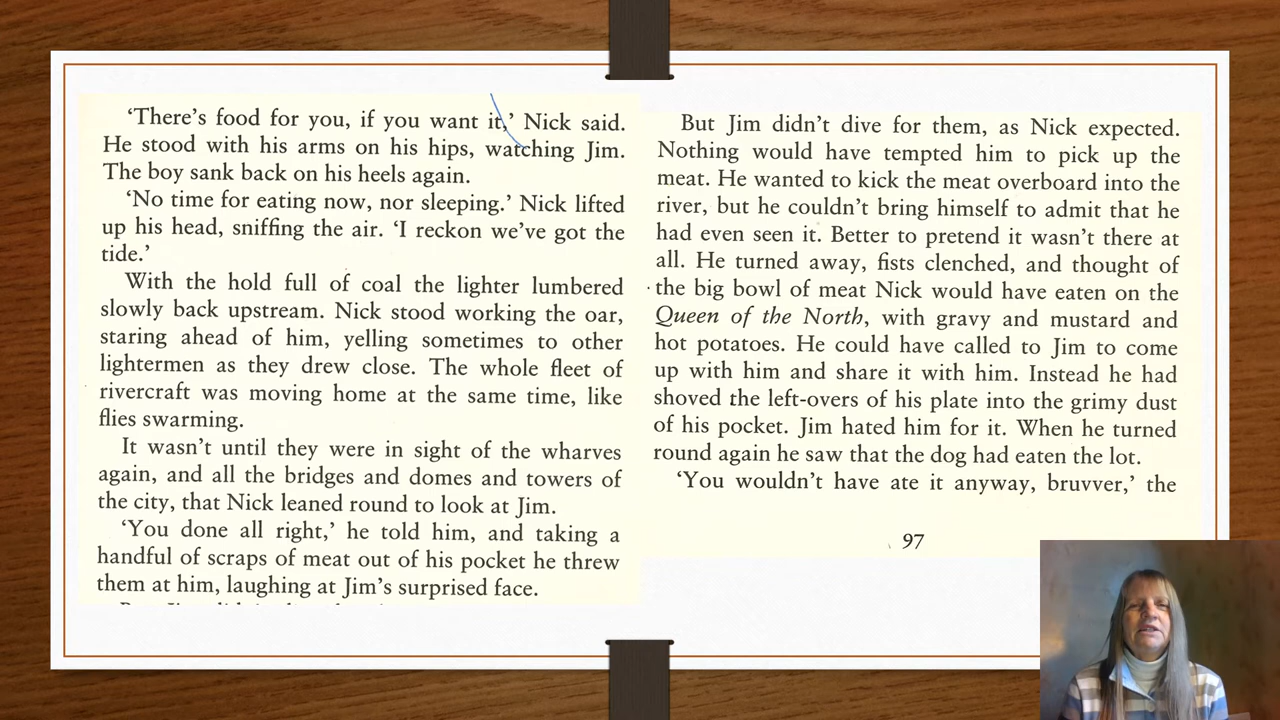 ‘There’s food for you, if you want it,’ Nick said.
He stood with his arms on his hips, watching Jim.
The boy sank back on his heels again.
‘No time for eating now, nor sleeping.’ Nick lifted
up his head, sniffing the air. ‘I reckon we’ve got the
tide.’
With the hold full of coal the lighter lumbered
slowly back upstream. Nick stood working the oar,
staring ahead of him, yelling sometimes to other
lightermen as they drew close. The whole fleet of
rivercraft was moving home at the same time, like
flies swarming.
It wasn’t until they were in sight of the wharves
again, and all the bridges and domes and towers of
the city, that Nick leaned round to look at Jim.
‘You done all right,’ he told him, and taking a
handful of scraps of meat out of his pocket he threw
them at him, laughing at Jim’s surprised face.
But Jim didn’t dive for them, as Nick expected.
Nothing would have tempted him to pick up the
meat. He wanted to kick the meat overboard into the
river, but he couldn’t bring himself to admit that he
had even seen it. Better to pretend it wasn’t there at
all. He turned away, fists clenched, and thought of
the big bowl of meat Nick would have eaten on the
Queen of the North, with gravy and mustard and
hot potatoes. He could have called to Jim to come
up with him and share it with him. Instead he had
shoved the left-overs of his plate into the grimy dust
of his pocket. Jim hated him for it. When he turned
round again he saw that the dog had eaten the lot.
‘You wouldn’t have ate it anyway, bruvver,’ the
97